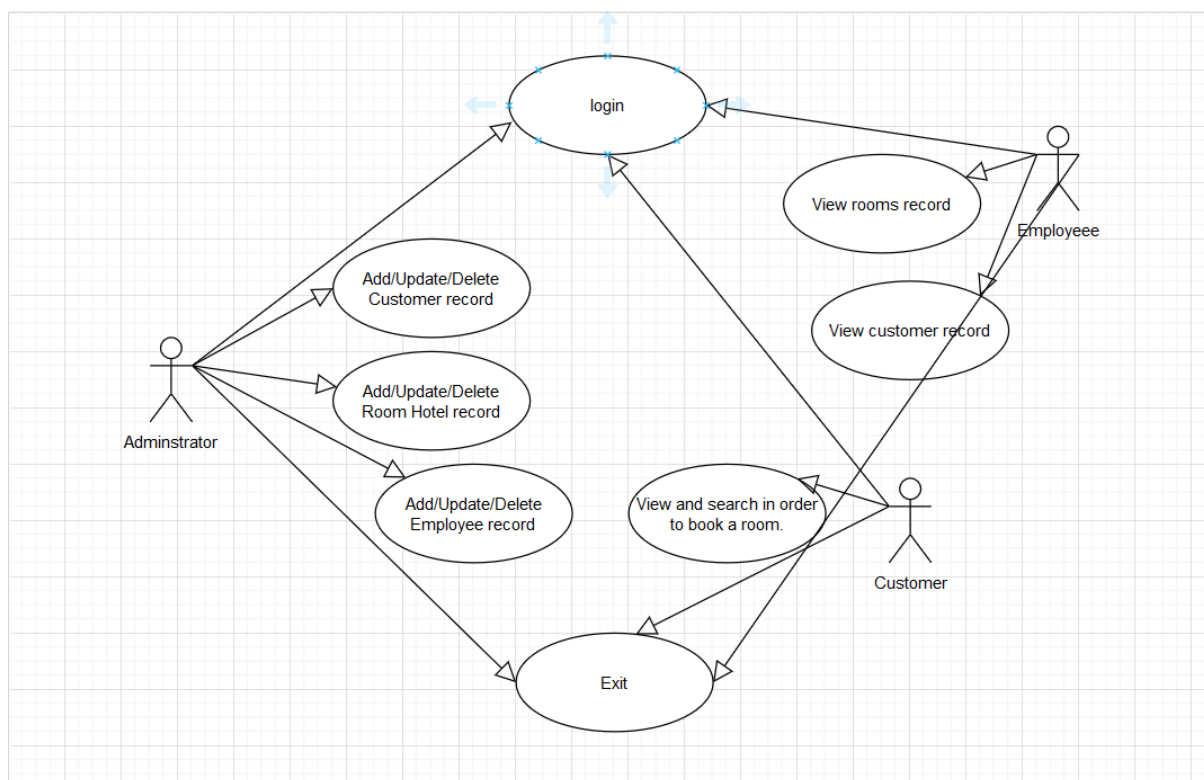 login
View rooms record
Employeee
Add/Update/Delete
Customer record
View customer record
Add/Update/Delete
Room Hotel record
Adminstrator
Add/Update/Delete
Employee record
View and search in order
to book a room.
Customer
Exit